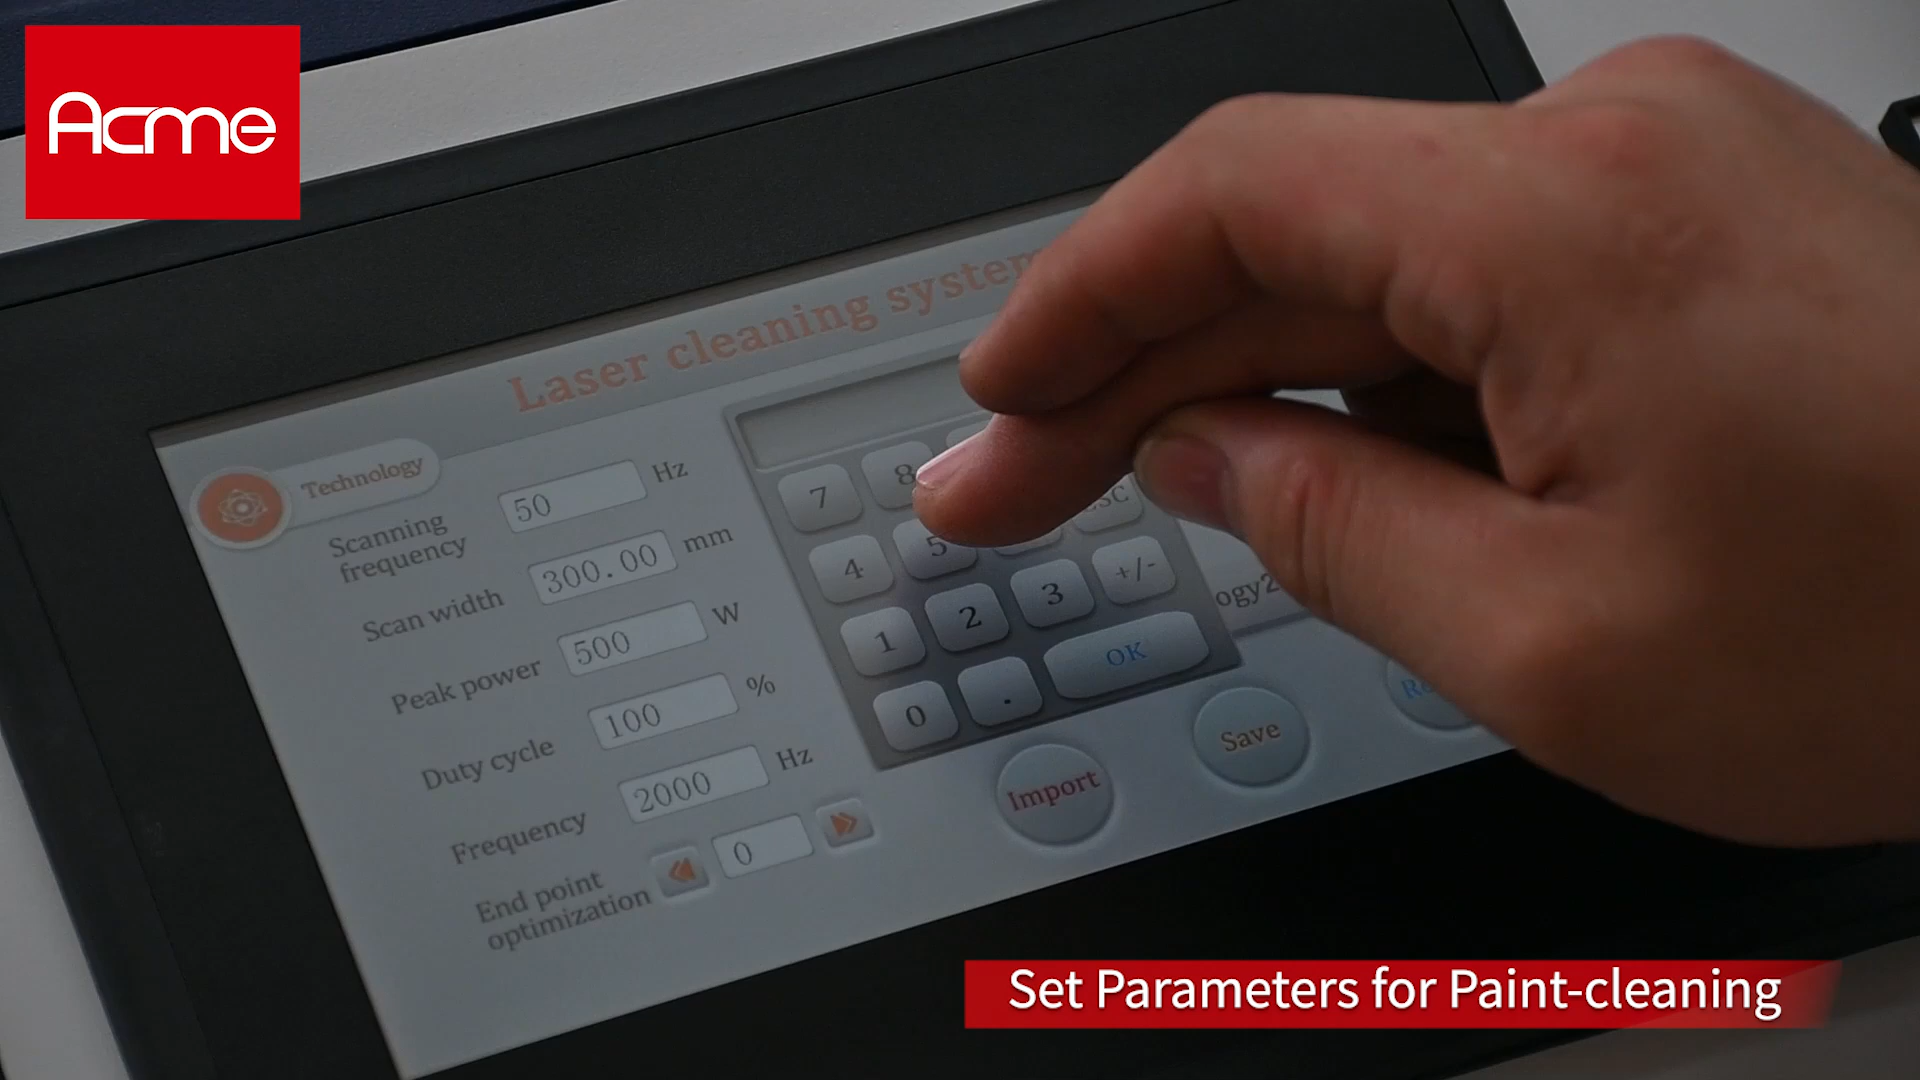 Acme
Laser cleaning system
Technology
Scanning
frequency
50
Hz
Scan width
300.00
mm
Peak power
500
W
Duty cycle
100
%
Frequency
2000
Hz
End point
optimization
0
7
8
4
5
1
2
3
+/-
0
.
OK
Import
Save
Set Parameters for Paint-cleaning